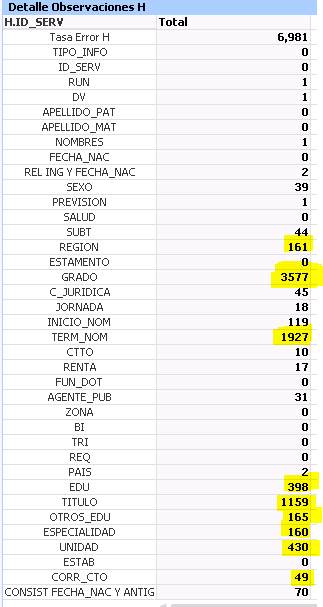 Detalle Observaciones H
H.ID_SERV Total
Tasa Error H 6,981
TIPO_INFO 0
ID_SERV 0
RUN 1
DV 1
APELLIDO_PAT 0
APELLIDO_MAT 0
NOMBRES 1
FECHA_NAC 0
REL ING Y FECHA_NAC 2
SEXO 39
PREVISION 1
SALUD 0
SUBT 44
REGION 161
ESTAMENTO 0
GRADO 3577
C_JURIDICA 45
JORNADA 18
INICIO_NOM 119
TERM_NOM 1927
CTTO 10
RENTA 17
FUN_DOT 0
AGENTE_PUB 31
ZONA 0
BI 0
TRI 0
REQ 0
PAIS 2
EDU 398
TITULO 1159
OTROS_EDU 165
ESPECIALIDAD 160
UNIDAD 430
ESTAB 0
CORR_CTO 49
CONSIST FECHA_NAC Y ANTIG 70